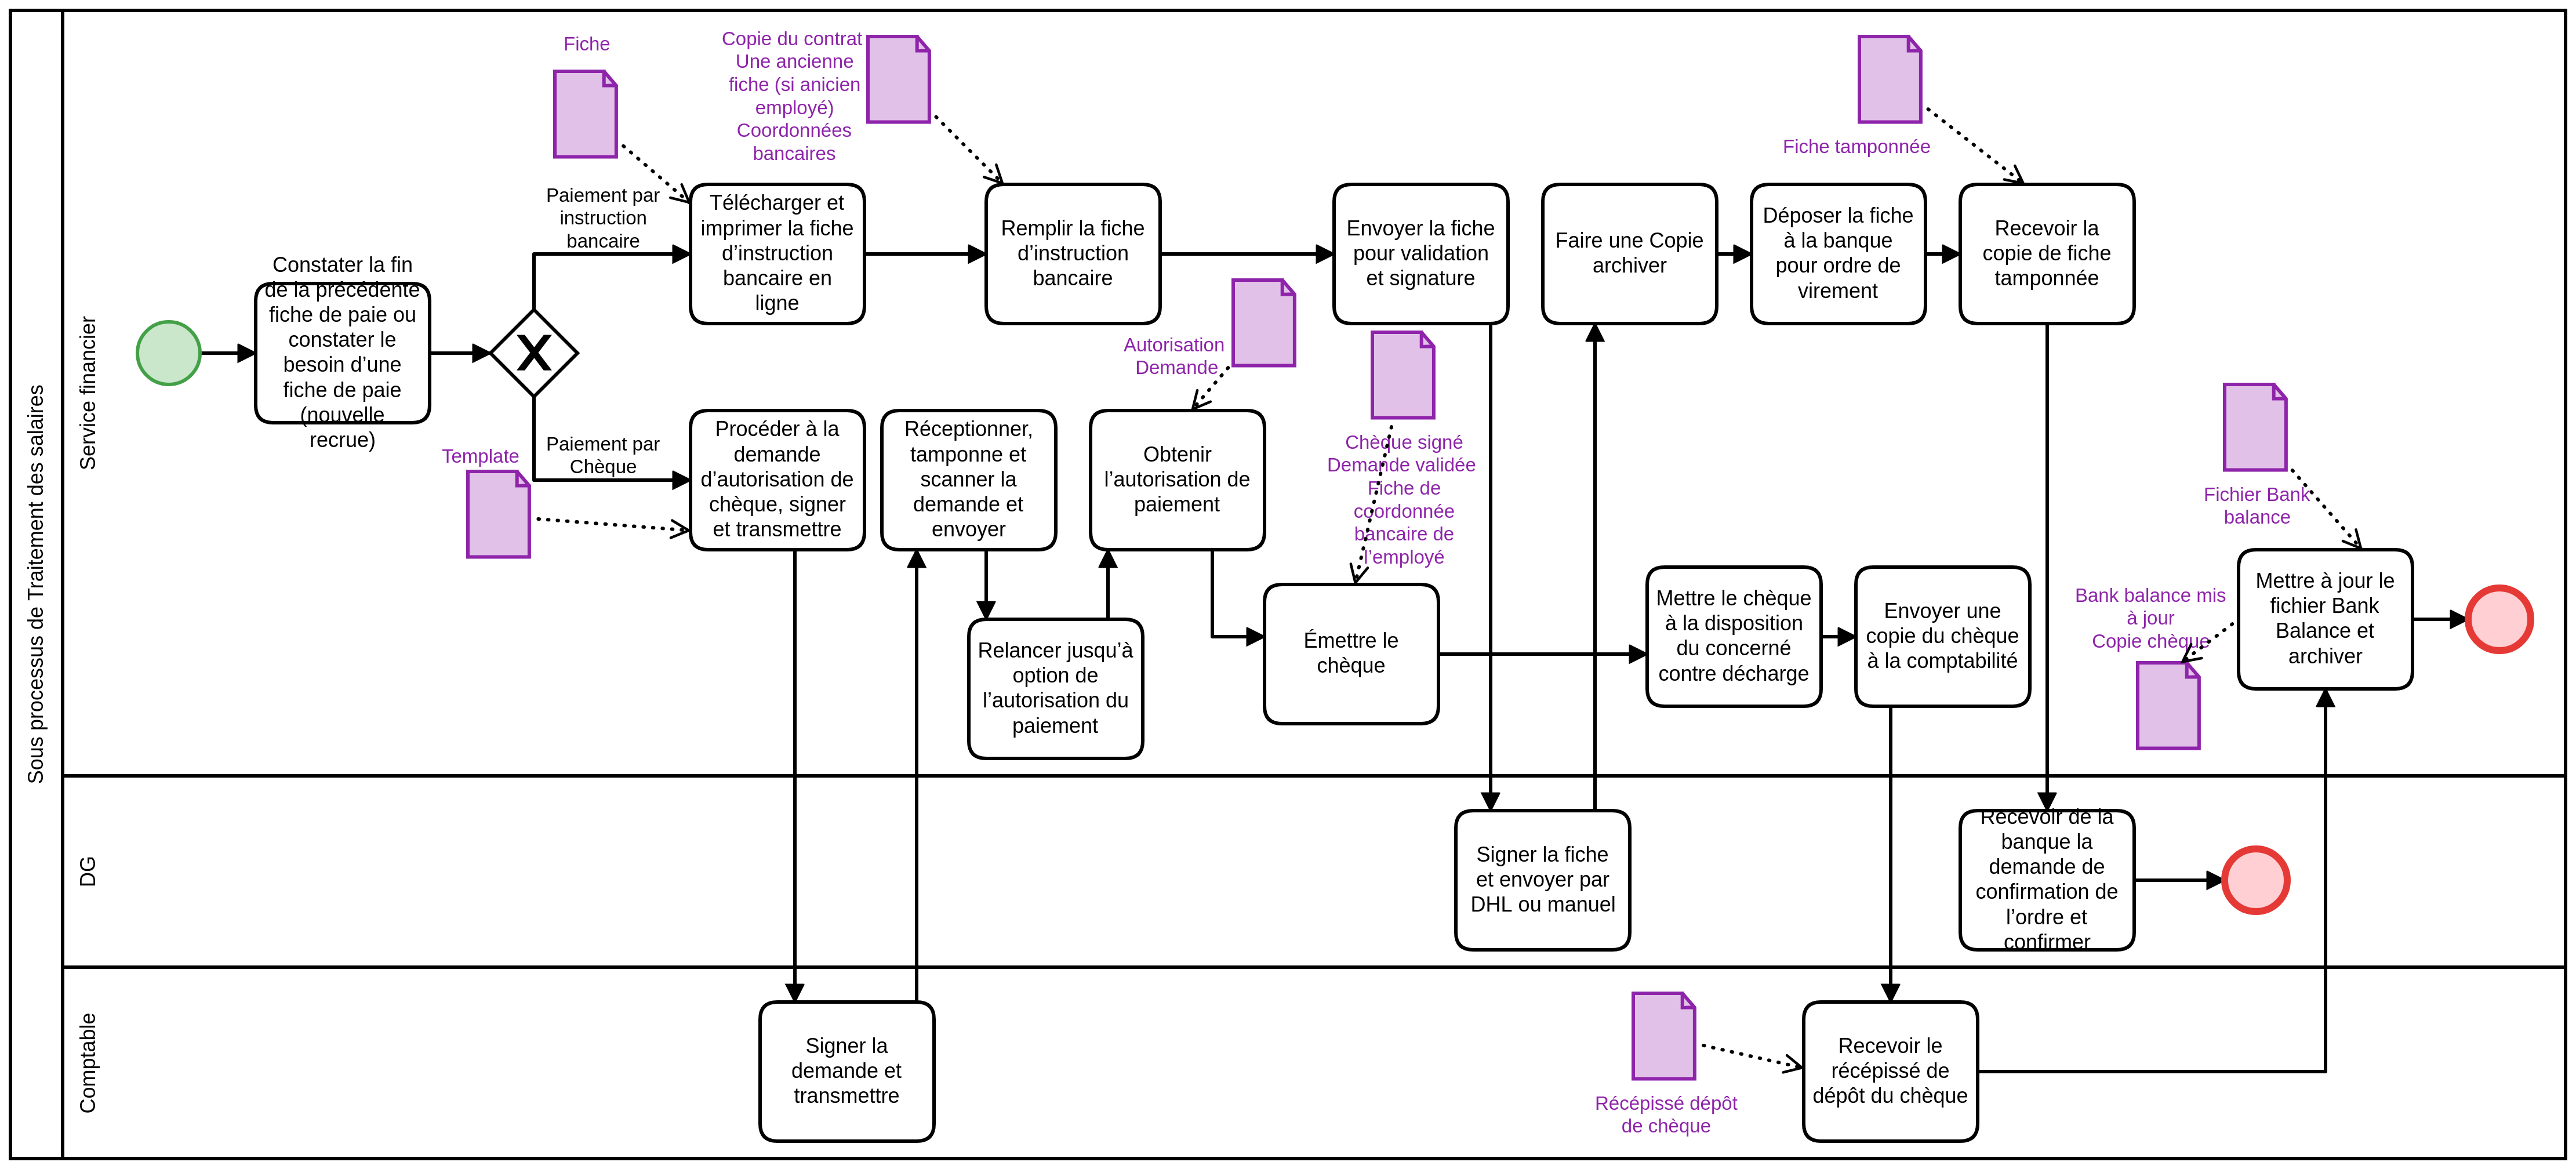 Sous processus de Traitement des salaires
Service financier
DG
Comptable
Constater la fin
de la précédente
fiche de paie ou
constater le
besoin d’une
fiche de paie
(nouvelle
recrue)
Paiement par
instruction
bancaire
Paiement par
Chèque
Fiche
Template
Télécharger et
imprimer la fiche
d’instruction
bancaire en
ligne
Copie du contrat
Une ancienne
fiche (si anicien
employé)
Coordonnées
bancaires
Remplir la fiche
d’instruction
bancaire
Envoyer la fiche
pour validation
et signature
Faire une Copie
archiver
Déposer la fiche
à la banque
pour ordre de
virement
Fiche tamponnée
Recevoir la
copie de fiche
tamponnée
Procéder à la
demande
d’autorisation de
chèque, signer
et transmettre
Réceptionner,
tamponne et
scanner la
demande et
envoyer
Autorisation
Demande
Obtenir
l’autorisation de
paiement
Relancer jusqu’à
option de
l’autorisation du
paiement
Chèque signé
Demande validée
Fiche de
coordonnée
bancaire de
l’employé
Émettre le
chèque
Mettre le chèque
à la disposition
du concerné
contre décharge
Envoyer une
copie du chèque
à la comptabilité
Fichier Bank
balance
Bank balance mis
à jour
Copie chèque
Mettre à jour le
fichier Bank
Balance et
archiver
Signer la fiche
et envoyer par
DHL ou manuel
Recevoir de la
banque la
demande de
confirmation de
l’ordre et
confirmer
Signer la
demande et
transmettre
Récépissé dépôt
de chèque
Recevoir le
récépissé de
dépôt du chèque